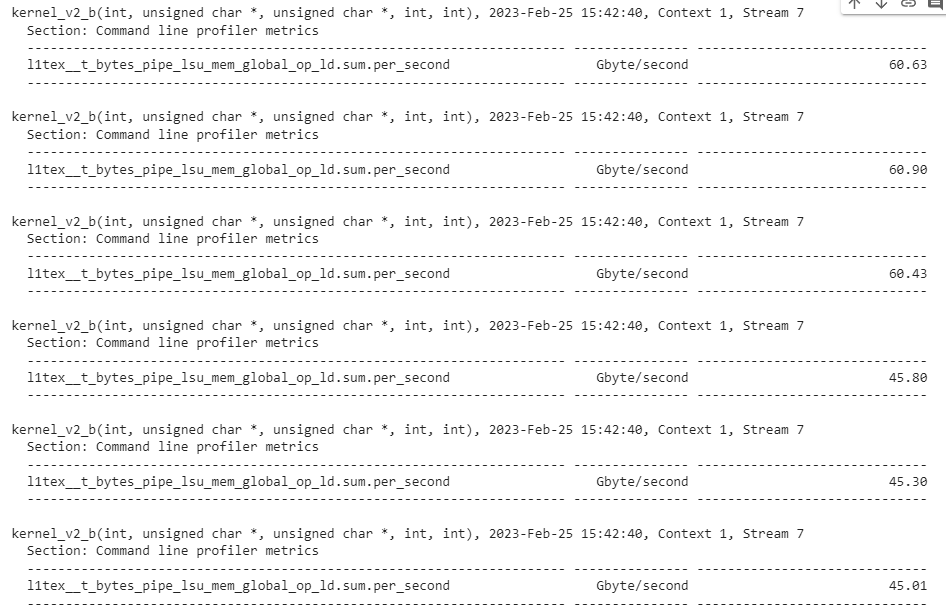 kernel_v2_b(int, unsigned char *, unsigned char *, int, int), 2023-Feb-25 15:42:40, Context 1, Stream 7
Section: Command line profiler metrics
---------------------------------------------------------------------- --------------- ------------------------------
l1tex__t_bytes_pipe_lsu_mem_global_op_ld.sum.per_second Gbyte/second 60.63
---------------------------------------------------------------------- --------------- ------------------------------
kernel_v2_b(int, unsigned char *, unsigned char *, int, int), 2023-Feb-25 15:42:40, Context 1, Stream 7
Section: Command line profiler metrics
---------------------------------------------------------------------- --------------- ------------------------------
l1tex__t_bytes_pipe_lsu_mem_global_op_ld.sum.per_second Gbyte/second 60.90
---------------------------------------------------------------------- --------------- ------------------------------
kernel_v2_b(int, unsigned char *, unsigned char *, int, int), 2023-Feb-25 15:42:40, Context 1, Stream 7
Section: Command line profiler metrics
---------------------------------------------------------------------- --------------- ------------------------------
l1tex__t_bytes_pipe_lsu_mem_global_op_ld.sum.per_second Gbyte/second 60.43
---------------------------------------------------------------------- --------------- ------------------------------
kernel_v2_b(int, unsigned char *, unsigned char *, int, int), 2023-Feb-25 15:42:40, Context 1, Stream 7
Section: Command line profiler metrics
---------------------------------------------------------------------- --------------- ------------------------------
l1tex__t_bytes_pipe_lsu_mem_global_op_ld.sum.per_second Gbyte/second 45.80
---------------------------------------------------------------------- --------------- ------------------------------
kernel_v2_b(int, unsigned char *, unsigned char *, int, int), 2023-Feb-25 15:42:40, Context 1, Stream 7
Section: Command line profiler metrics
---------------------------------------------------------------------- --------------- ------------------------------
l1tex__t_bytes_pipe_lsu_mem_global_op_ld.sum.per_second Gbyte/second 45.30
---------------------------------------------------------------------- --------------- ------------------------------
kernel_v2_b(int, unsigned char *, unsigned char *, int, int), 2023-Feb-25 15:42:40, Context 1, Stream 7
Section: Command line profiler metrics
---------------------------------------------------------------------- --------------- ------------------------------
l1tex__t_bytes_pipe_lsu_mem_global_op_ld.sum.per_second Gbyte/second 45.01
---------------------------------------------------------------------- --------------- ------------------------------